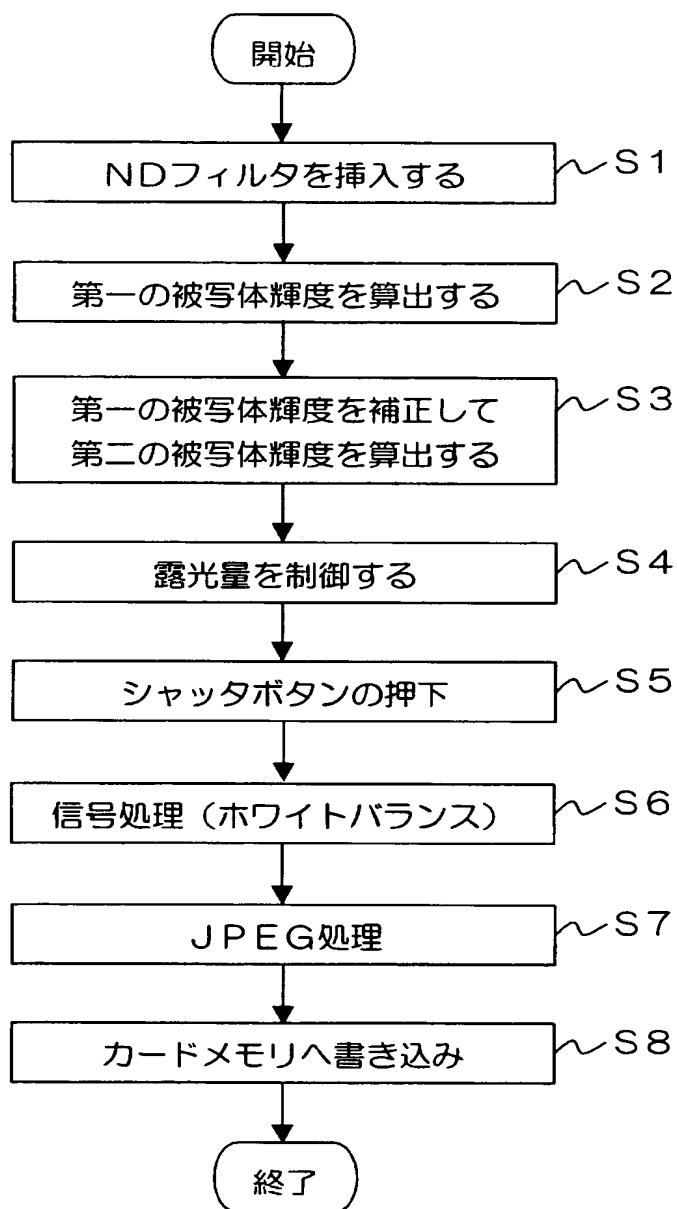 開始
NDフィルタを挿入する
S1
第一の被写体輝度を算出する
S2
第一の被写体輝度を補正して
第二の被写体輝度を算出する
S3
露光量を制御する
S4
シャッタボタンの押下
S5
信号処理（ホワイトバランス）
S6
JPEG処理
S7
カードメモリへ書き込み
S8
終了